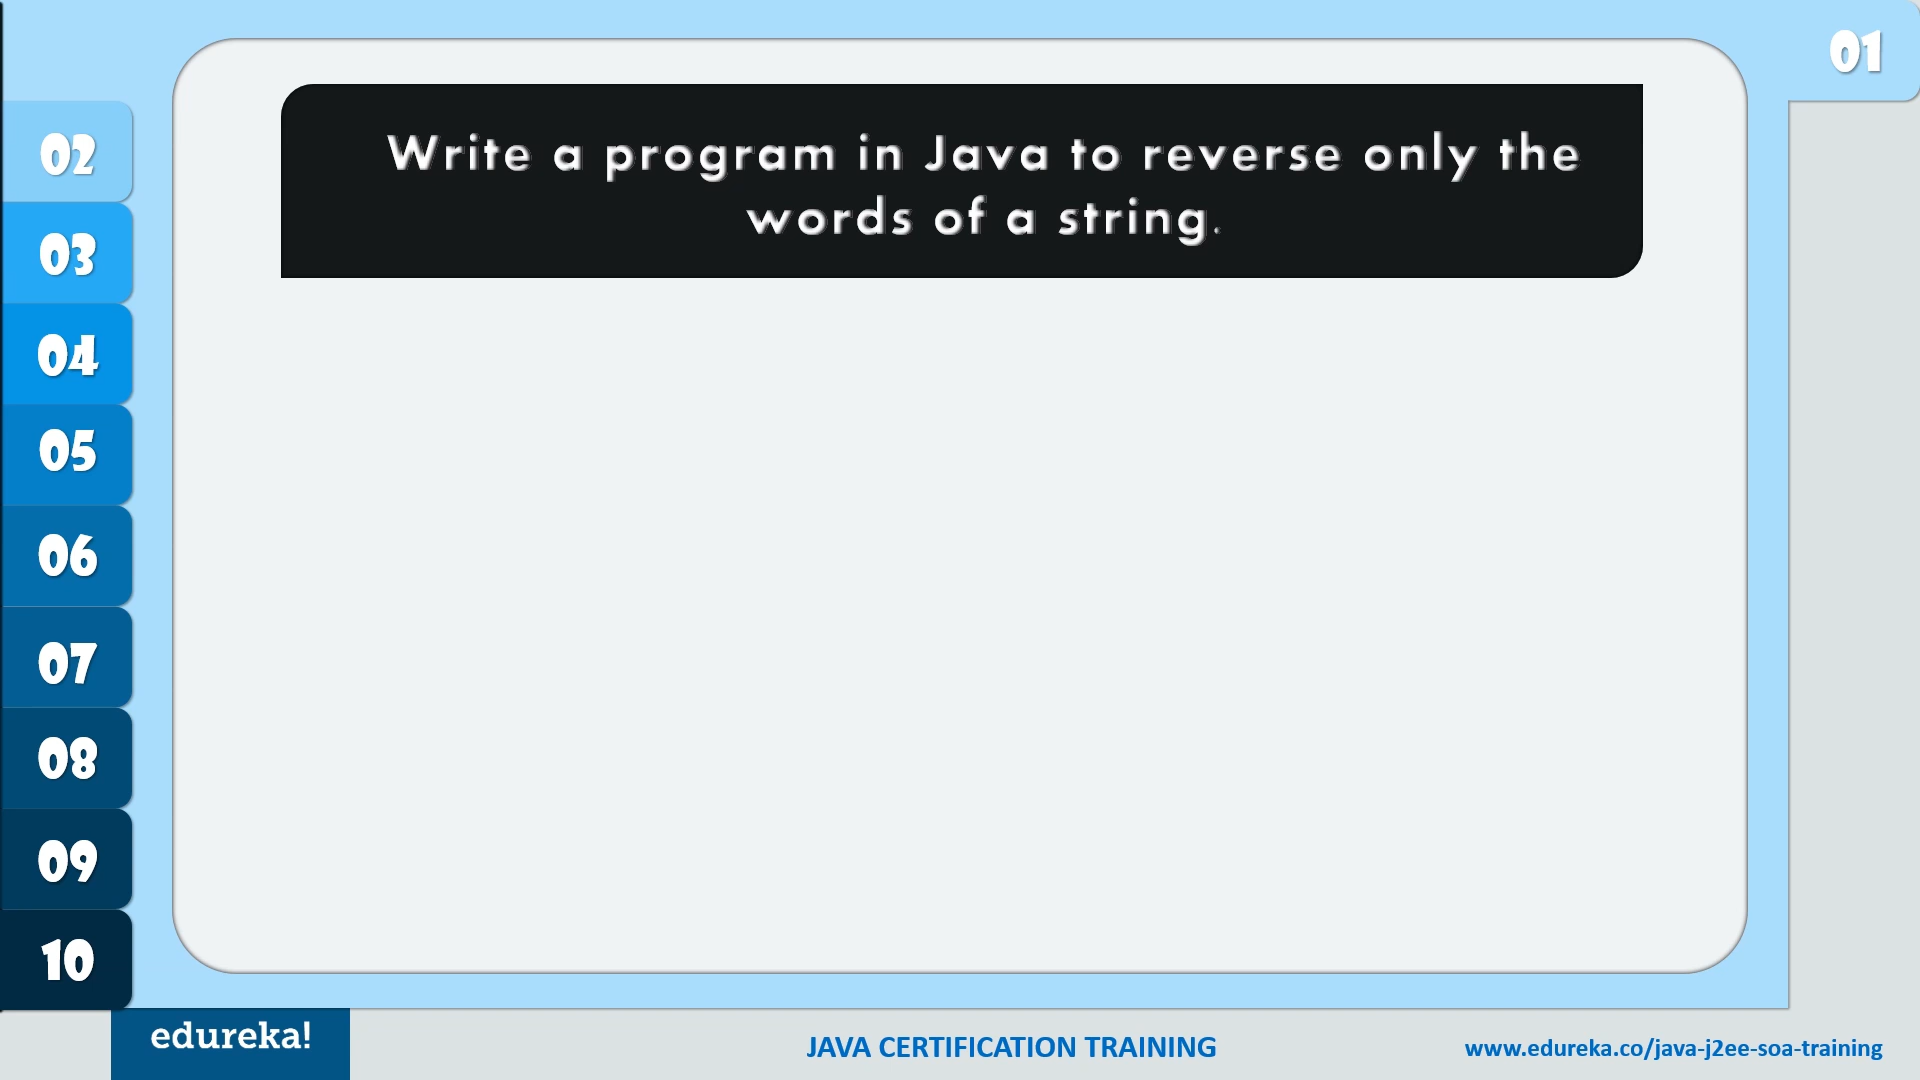 01
Write a program in Java to reverse only the
words of a string.
02
03
04
05
06
07
08
09
10
edureka!
JAVA CERTIFICATION TRAINING
www.edureka.co/java-j2ee-soa-training